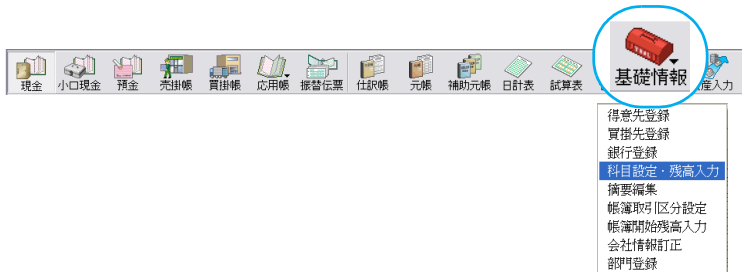 現金 小口現金 預金 売掛帳 買掛帳 応用帳 振替伝票 仕訳帳 元帳 補助元帳 日計表 試算表 基礎情報 産入力
得意先登録
買掛先登録
銀行登録
科目設定・残高入力
摘要編集
帳簿取引区分設定
帳簿開始残高入力
会社情報訂正
部門登録